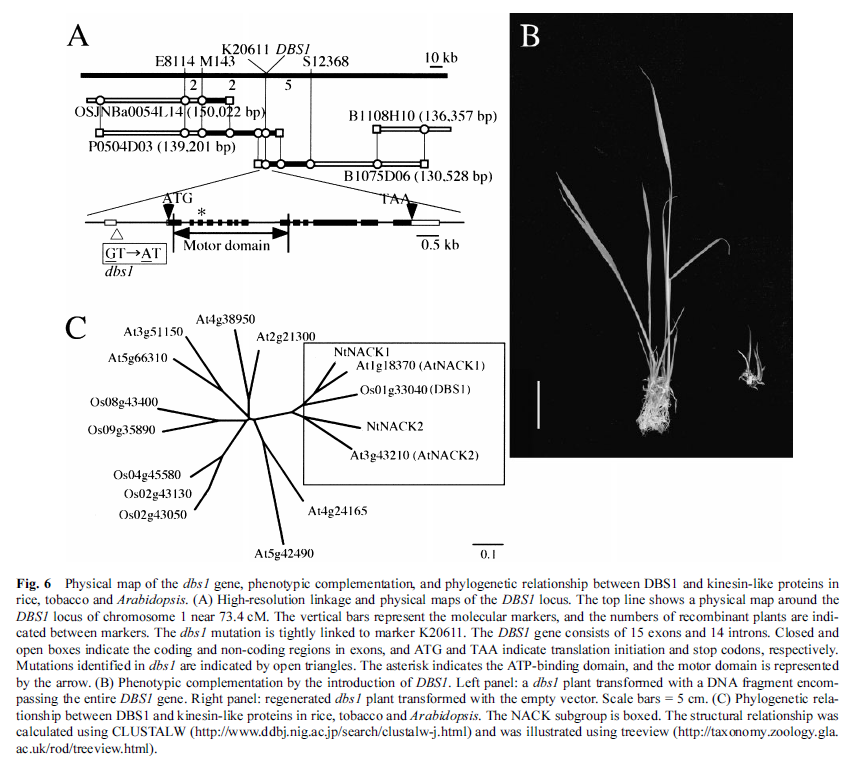 A
B
K20611 DBS1
E8114 M143
S12368
10 kb
2
2
5
OSJNBa0054L14 (150,022 bp)
B1108H10 (136,357 bp)
P0504D03 (139,201 bp)
B1075D06 (130,528 bp)
ATG
TAA
*
Motor domain
0.5 kb
GT→AT
dbs1
C
At4g38950
At3g51150
At2g21300
At5g66310
NtNACK1
At1g18370 (AtNACK1)
Os01g33040 (DBS1)
Os08g43400
Os09g35890
NtNACK2
At3g43210 (AtNACK2)
Os04g45580
Os02g43130
Os02g43050
At4g24165
At5g42490
0.1
Fig. 6 Physical map of the dbs1 gene, phenotypic complementation, and phylogenetic relationship between DBS1 and kinesin-like proteins in
rice, tobacco and Arabidopsis. (A) High-resolution linkage and physical maps of the DBS1 locus. The top line shows a physical map around the
DBS1 locus of chromosome 1 near 73.4 cM. The vertical bars represent the molecular markers, and the numbers of recombinant plants are indi-
cated between markers. The dbs1 mutation is tightly linked to marker K20611. The DBS1 gene consists of 15 exons and 14 introns. Closed and
open boxes indicate the coding and non-coding regions in exons, and ATG and TAA indicate translation initiation and stop codons, respectively.
Mutations identified in dbs1 are indicated by open triangles. The asterisk indicates the ATP-binding domain, and the motor domain is represented
by the arrow. (B) Phenotypic complementation by the introduction of DBS1. Left panel: a dbs1 plant transformed with a DNA fragment encom-
passing the entire DBS1 gene. Right panel: regenerated dbs1 plant transformed with the empty vector. Scale bars = 5 cm. (C) Phylogenetic rela-
tionship between DBS1 and kinesin-like proteins in rice, tobacco and Arabidopsis. The NACK subgroup is boxed. The structural relationship was
calculated using CLUSTALW (http://www.ddbj.nig.ac.jp/search/clustalw-j.html) and was illustrated using treeview (http://taxonomy.zoology.gla.
ac.uk/rod/treeview.html).